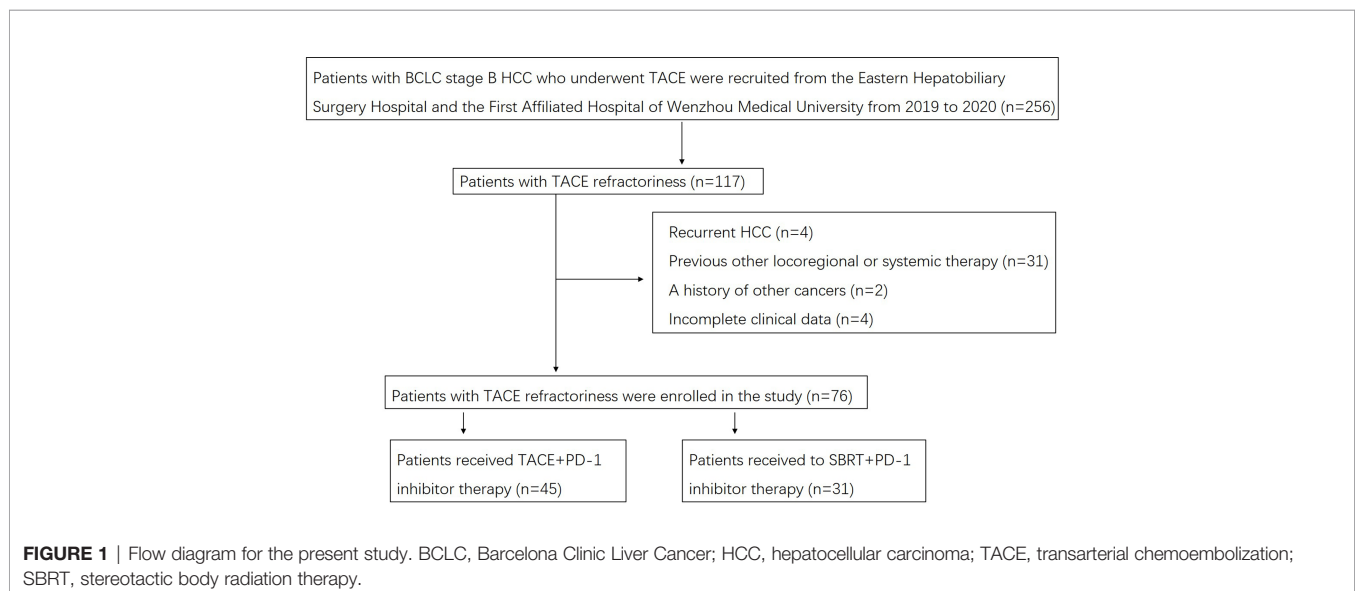 Patients with BCLC stage B HCC who underwent TACE were recruited from the Eastern Hepatobiliary
Surgery Hospital and the First Affiliated Hospital of Wenzhou Medical University from 2019 to 2020 (n=256)
Patients with TACE refractoriness (n=117)
Recurrent HCC (n=4)
Previous other locoregional or systemic therapy (n=31)
A history of other cancers (n=2)
Incomplete clinical data (n=4)
Patients with TACE refractoriness were enrolled in the study (n=76)
Patients received TACE+PD-1
inhibitor therapy (n=45)
Patients received to SBRT+PD-1
inhibitor therapy (n=31)
FIGURE 1 | Flow diagram for the present study. BCLC, Barcelona Clinic Liver Cancer; HCC, hepatocellular carcinoma; TACE, transarterial chemoembolization;
SBRT, stereotactic body radiation therapy.